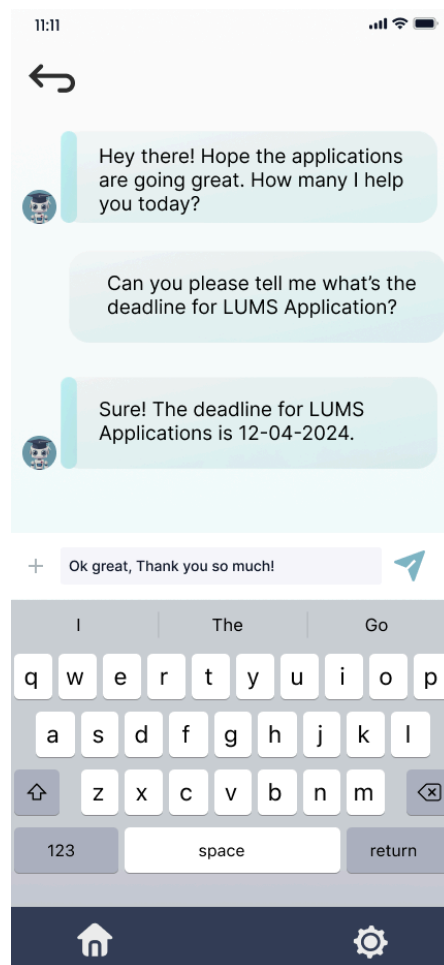 11:11
Hey there! Hope the applications
are going great. How many I help
you today?
Can you please tell me what's the
deadline for LUMS Application?
Sure! The deadline for LUMS
Applications is 12-04-2024.
Ok great, Thank you so much!
I The Go
q w e r t y u i o p
a s d f g h j k l
z x c v b n m
123 space return